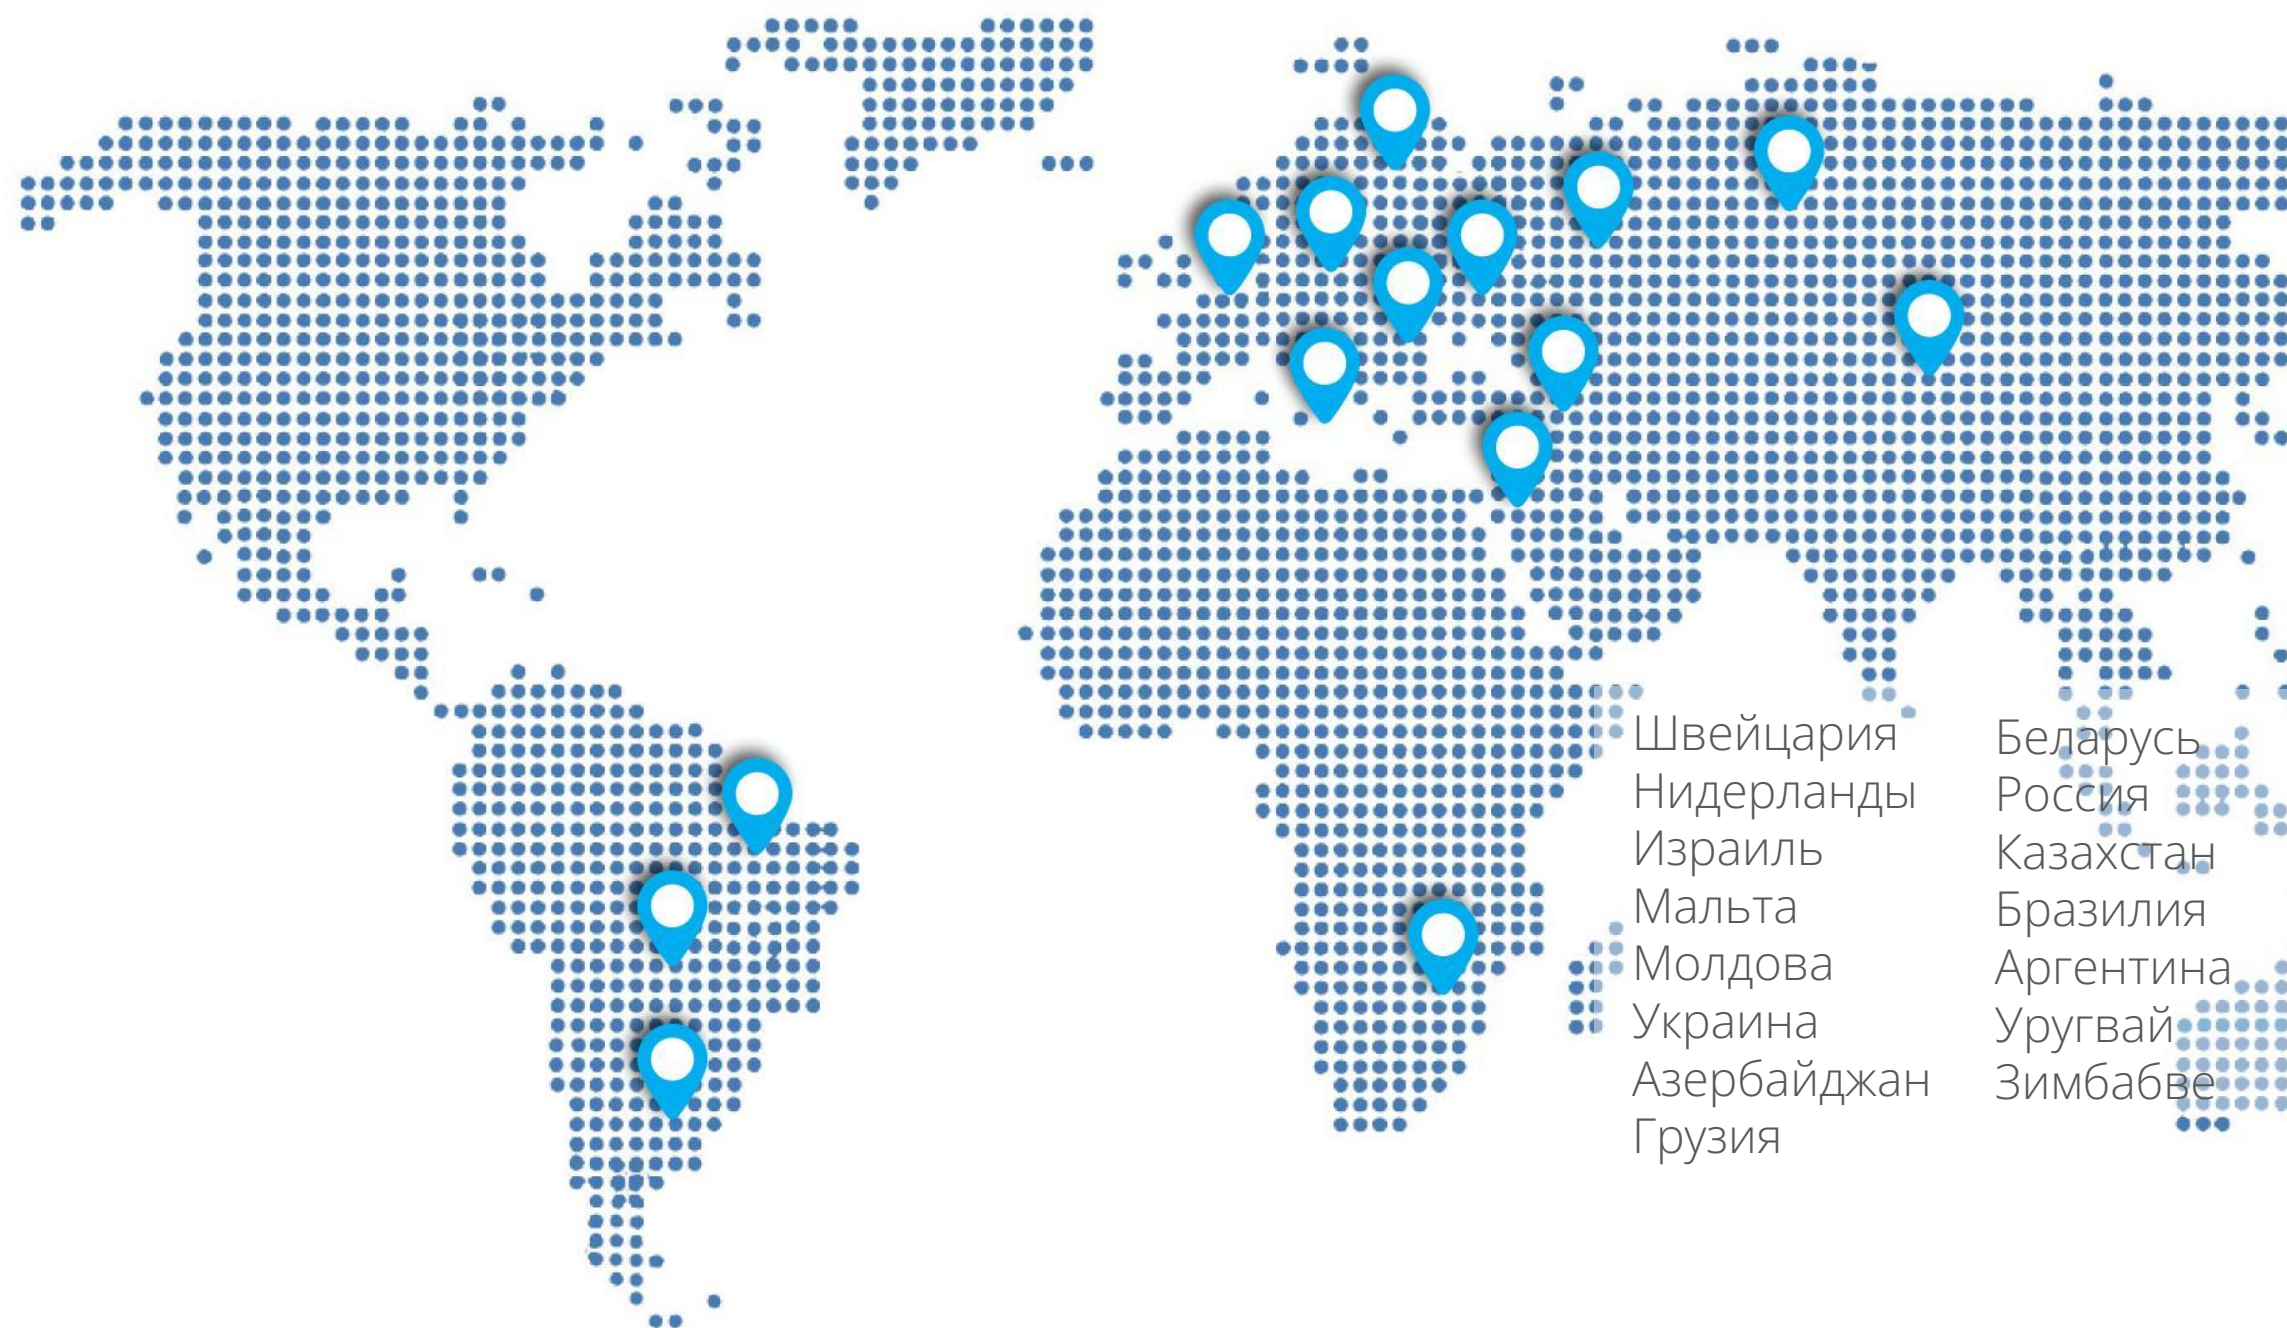 Швейцария
Нидерланды
Израиль
Мальта
Молдова
Украина
Азербайджан
Грузия
Беларусь
Россия
Казахстан
Бразилия
Аргентина
Уругвай
Зимбабве